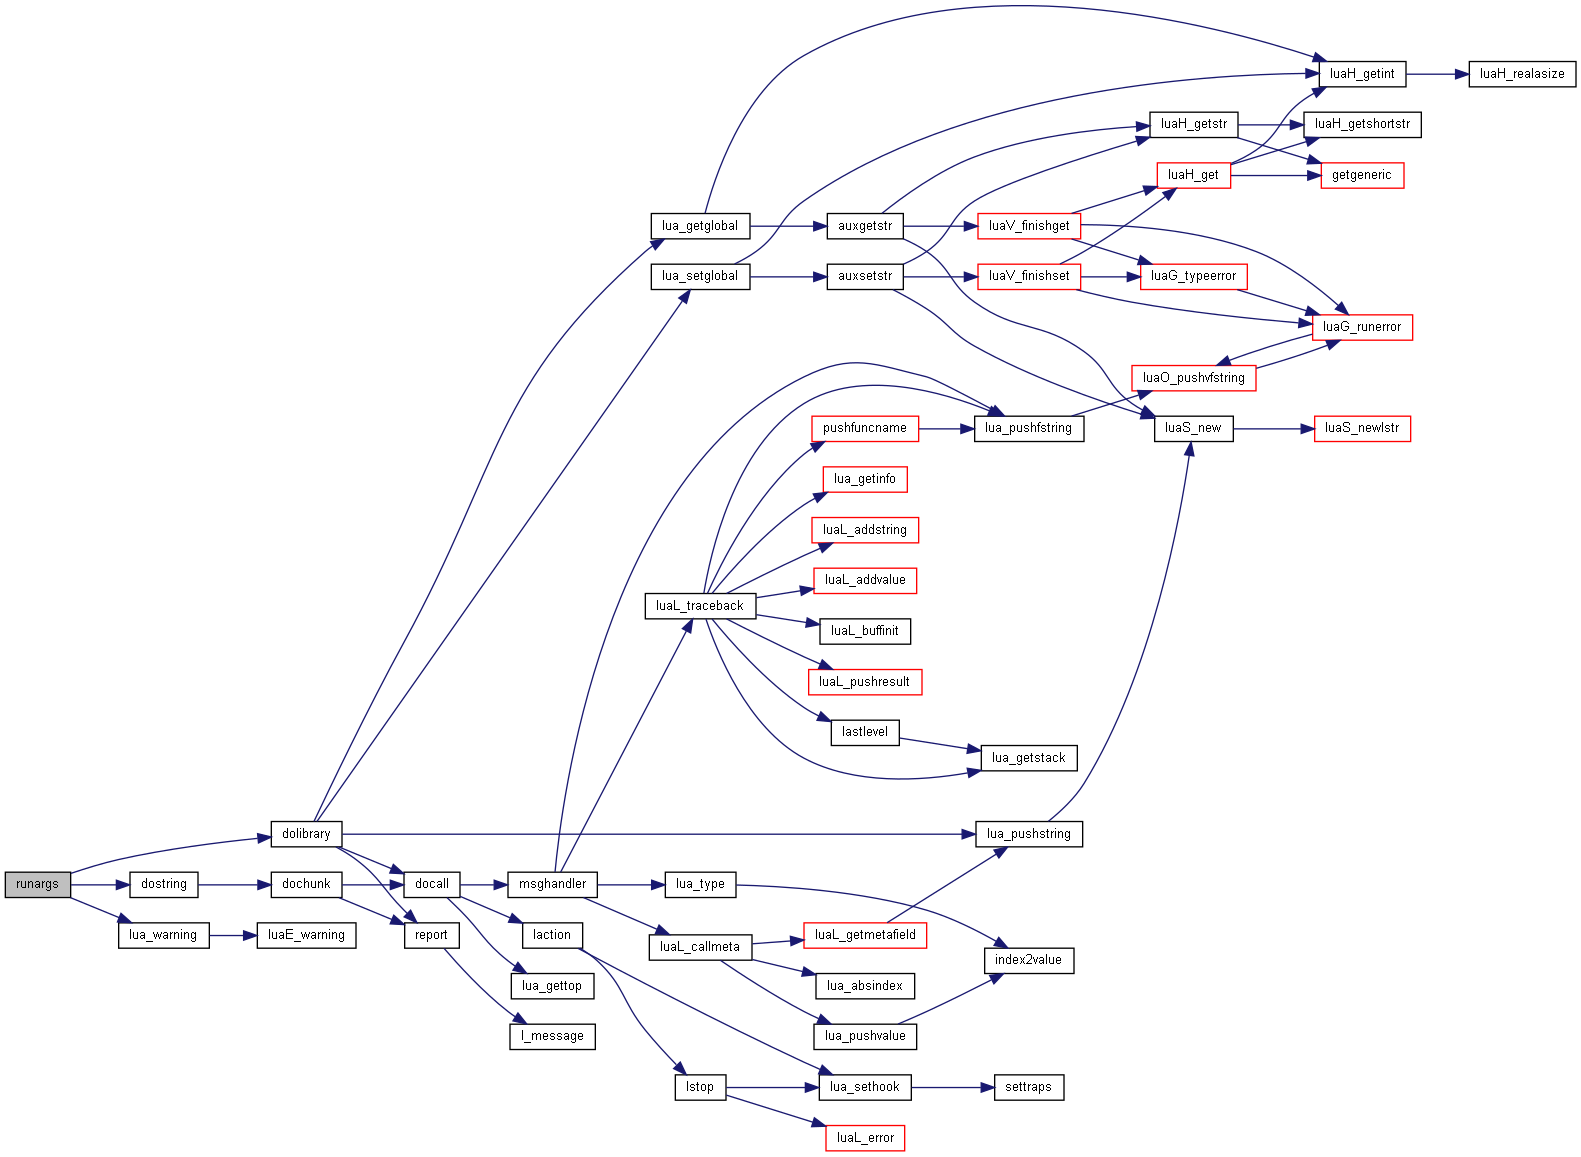 luaH_getint
luaH_realasize
luaH_getstr
luaH_getshortstr
luaH_get
getgeneric
lua_getglobal
auxgetstr
luaV_finishget
lua_setglobal
auxsetstr
luaV_finishset
luaG_typeerror
luaG_runerror
luaO_pushvfstring
pushfuncname
lua_pushfstring
luaS_new
luaS_newlstr
lua_getinfo
luaL_addstring
luaL_addvalue
luaL_traceback
luaL_buffinit
luaL_pushresult
lastlevel
lua_getstack
dolibrary
lua_pushstring
runargs
dostring
dochunk
docall
msghandler
lua_type
lua_warning
luaE_warning
report
laction
luaL_callmeta
luaL_getmetafield
index2value
lua_gettop
lua_absindex
l_message
lua_pushvalue
lstop
lua_sethook
settraps
luaL_error